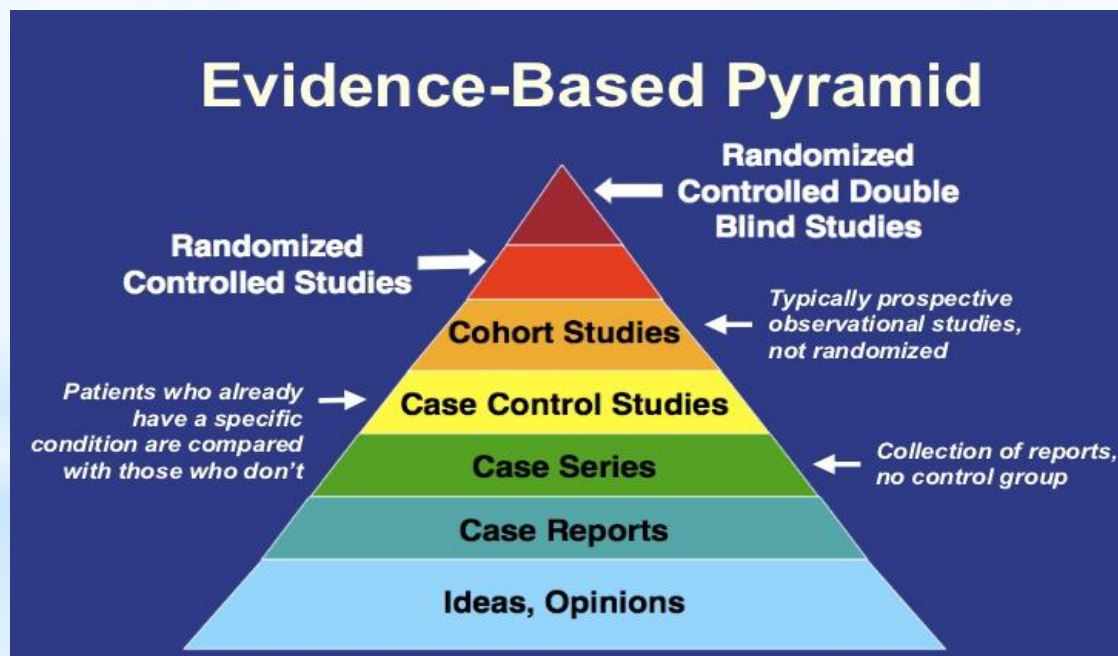 Evidence-Based Pyramid
Randomized
Controlled Double
Blind Studies
Randomized
Controlled Studies
Cohort Studies
Typically prospective
observational studies,
not randomized
Patients who already
have a specific
condition are compared
with those who don't
Case Control Studies
Case Series
Collection of reports,
no control group
Case Reports
Ideas, Opinions